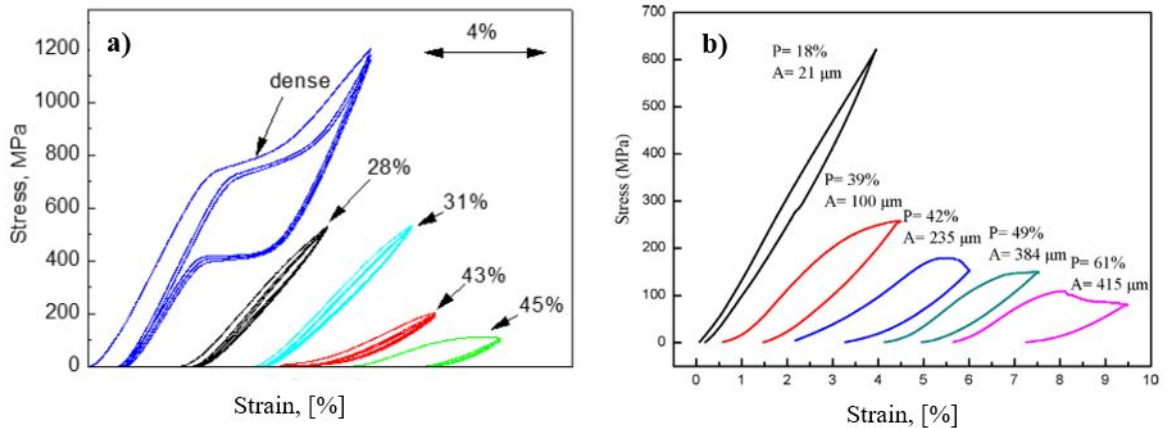 a)
4%
1200
1000
800
600
400
200
0
Stress, MPa
dense
28%
31%
43%
45%
Strain, [%]
b)
700
600
500
400
300
200
100
0
Stress (MPa)
P= 18%
A= 21 μm
P= 39%
A= 100 μm
P= 42%
A= 235 μm
P= 49%
A= 384 μm
P= 61%
A= 415 μm
0 1 2 3 4 5 6 7 8 9 10
Strain, [%]